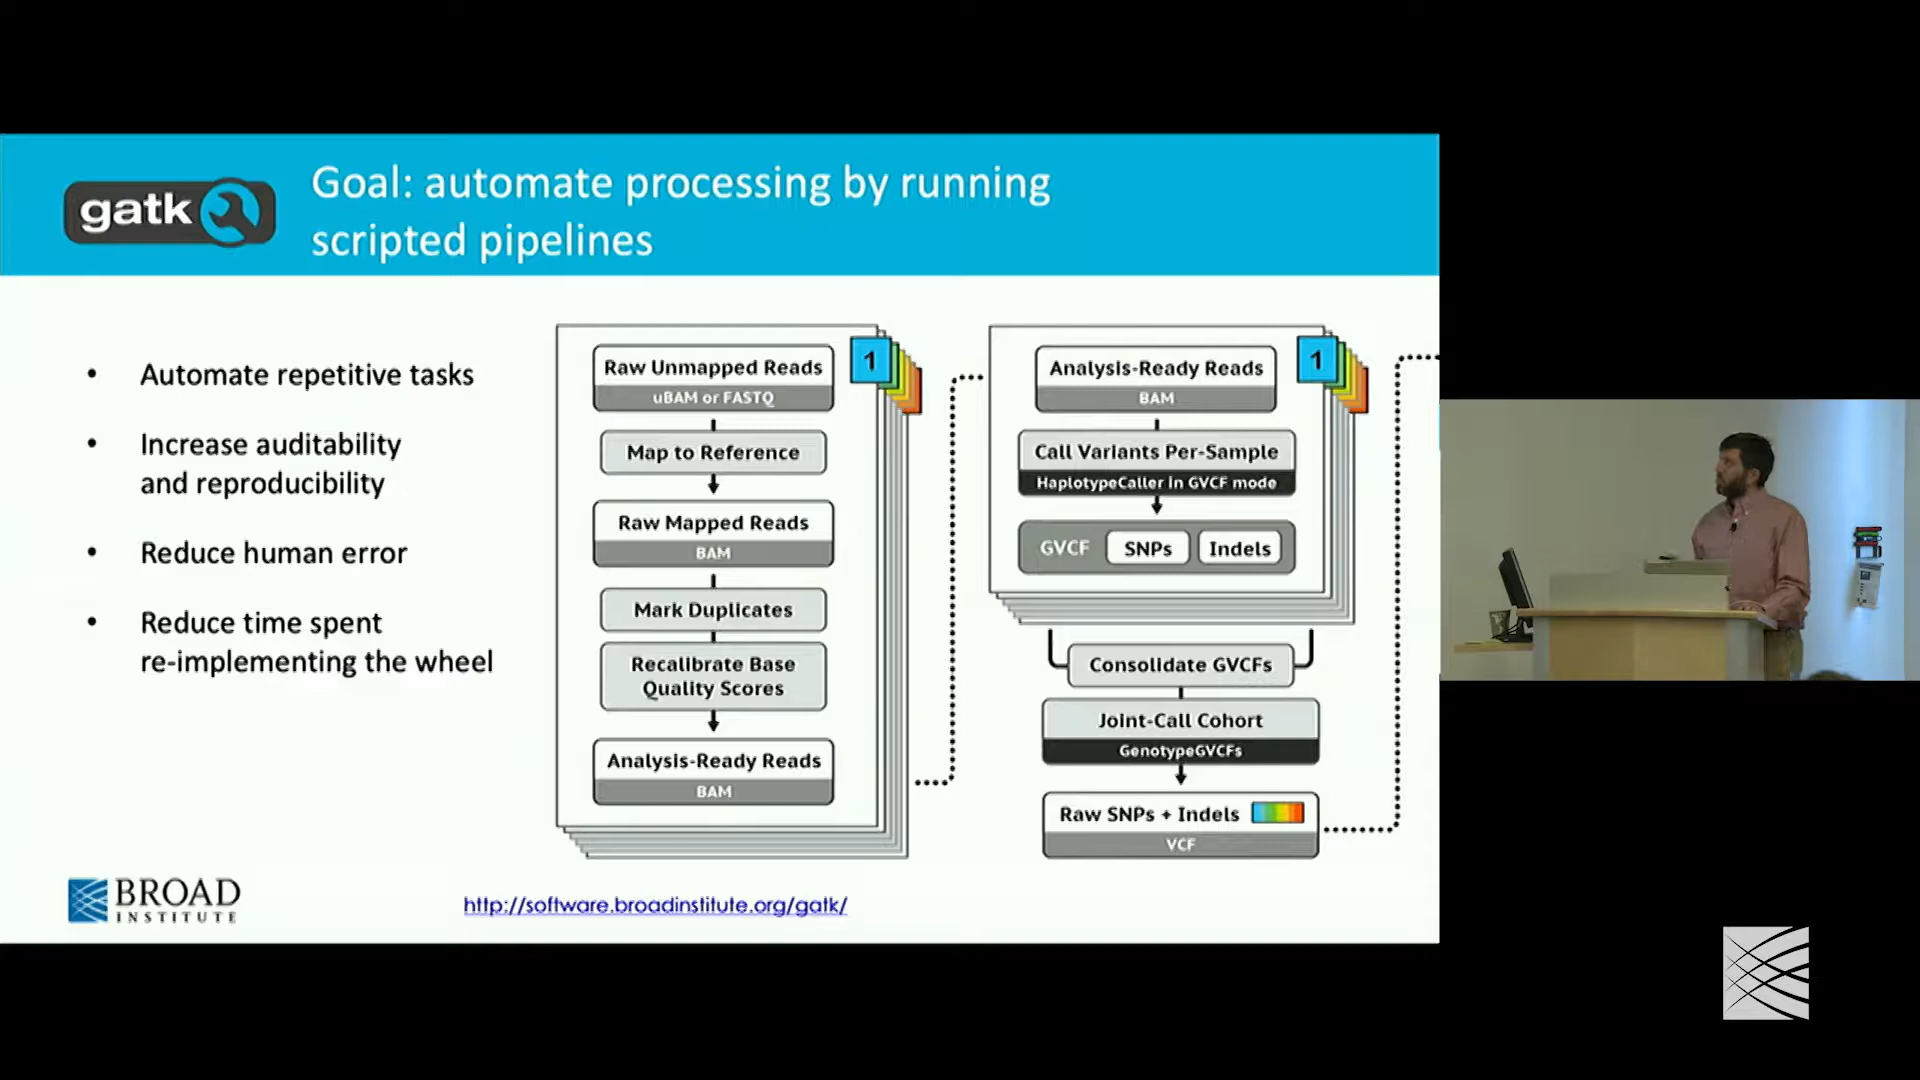 gatk
Goal: automate processing by running
scripted pipelines
• Automate repetitive tasks
• Increase auditability
and reproducibility
• Reduce human error
• Reduce time spent
re-implementing the wheel
Raw Unmapped Reads
uBAM or FASTQ
1
Map to Reference
Raw Mapped Reads
BAM
Mark Duplicates
Recalibrate Base
Quality Scores
Analysis-Ready Reads
BAM
Analysis-Ready Reads
BAM
1
Call Variants Per-Sample
HaplotypeCaller in GVCF mode
GVCF SNPs Indels
Consolidate GVCFs
Joint-Call Cohort
GenotypeGVCFs
Raw SNPs + Indels
VCF
BROAD
INSTITUTE
http://software.broadinstitute.org/gatk/